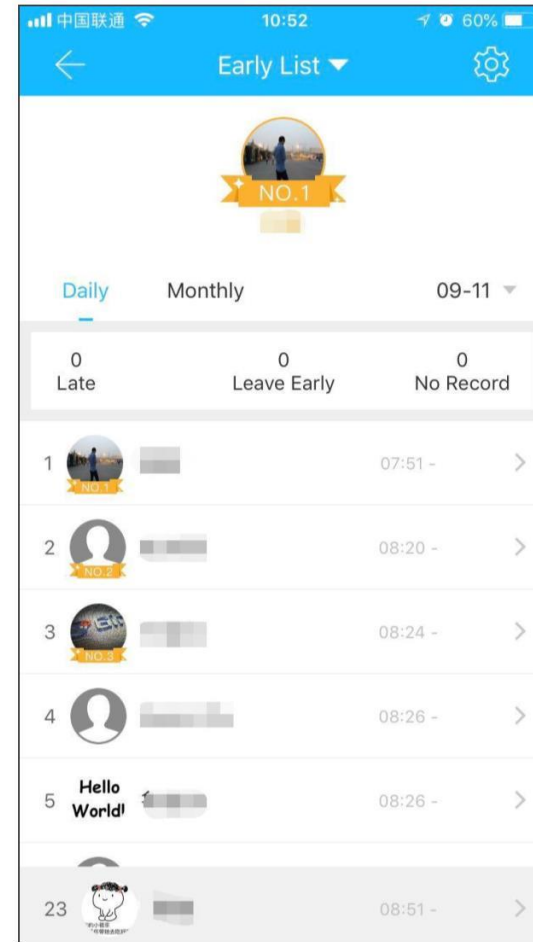 中国联通 10:52 60%
Early List
NO.1
Daily Monthly 09-11
0 0 0
Late Leave Early No Record
1 07:51 -
NO.1
2 08:20 -
NO.2
3 08:24 -
NO.3
4 08:26 -
Hello
5 08:26 -
World!
23 08:51 -